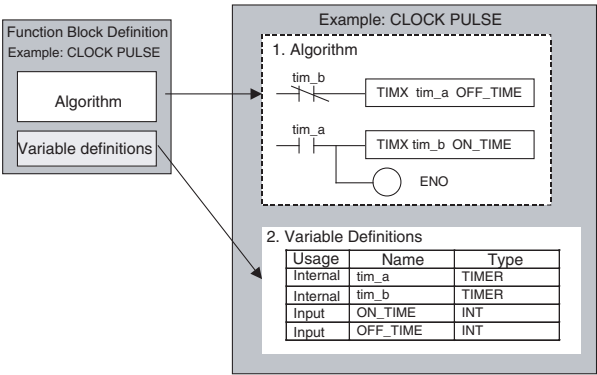 Function Block Definition
Example: CLOCK PULSE
Algorithm
Variable definitions
Example: CLOCK PULSE
1. Algorithm
tim_b
TIMX tim_a OFF_TIME
tim_a
TIMX tim_b ON_TIME
ENO
2. Variable Definitions
Usage Name Type
Internal tim_a TIMER
Internal tim_b TIMER
Input ON_TIME INT
Input OFF_TIME INT